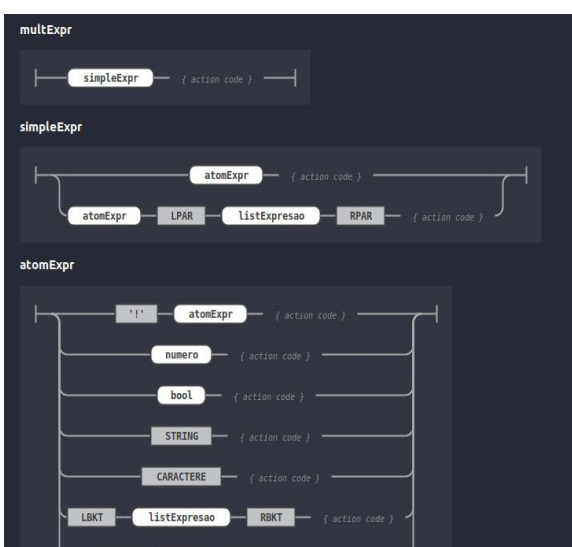 multExpr
simpleExpr { action code }
simpleExpr
atomExpr { action code }
atomExpr LPAR listExpresao RPAR { action code }
atomExpr
'!' atomExpr { action code }
numero { action code }
bool { action code }
STRING { action code }
CARACTERE { action code }
LBKT listExpresao RBKT { action code }